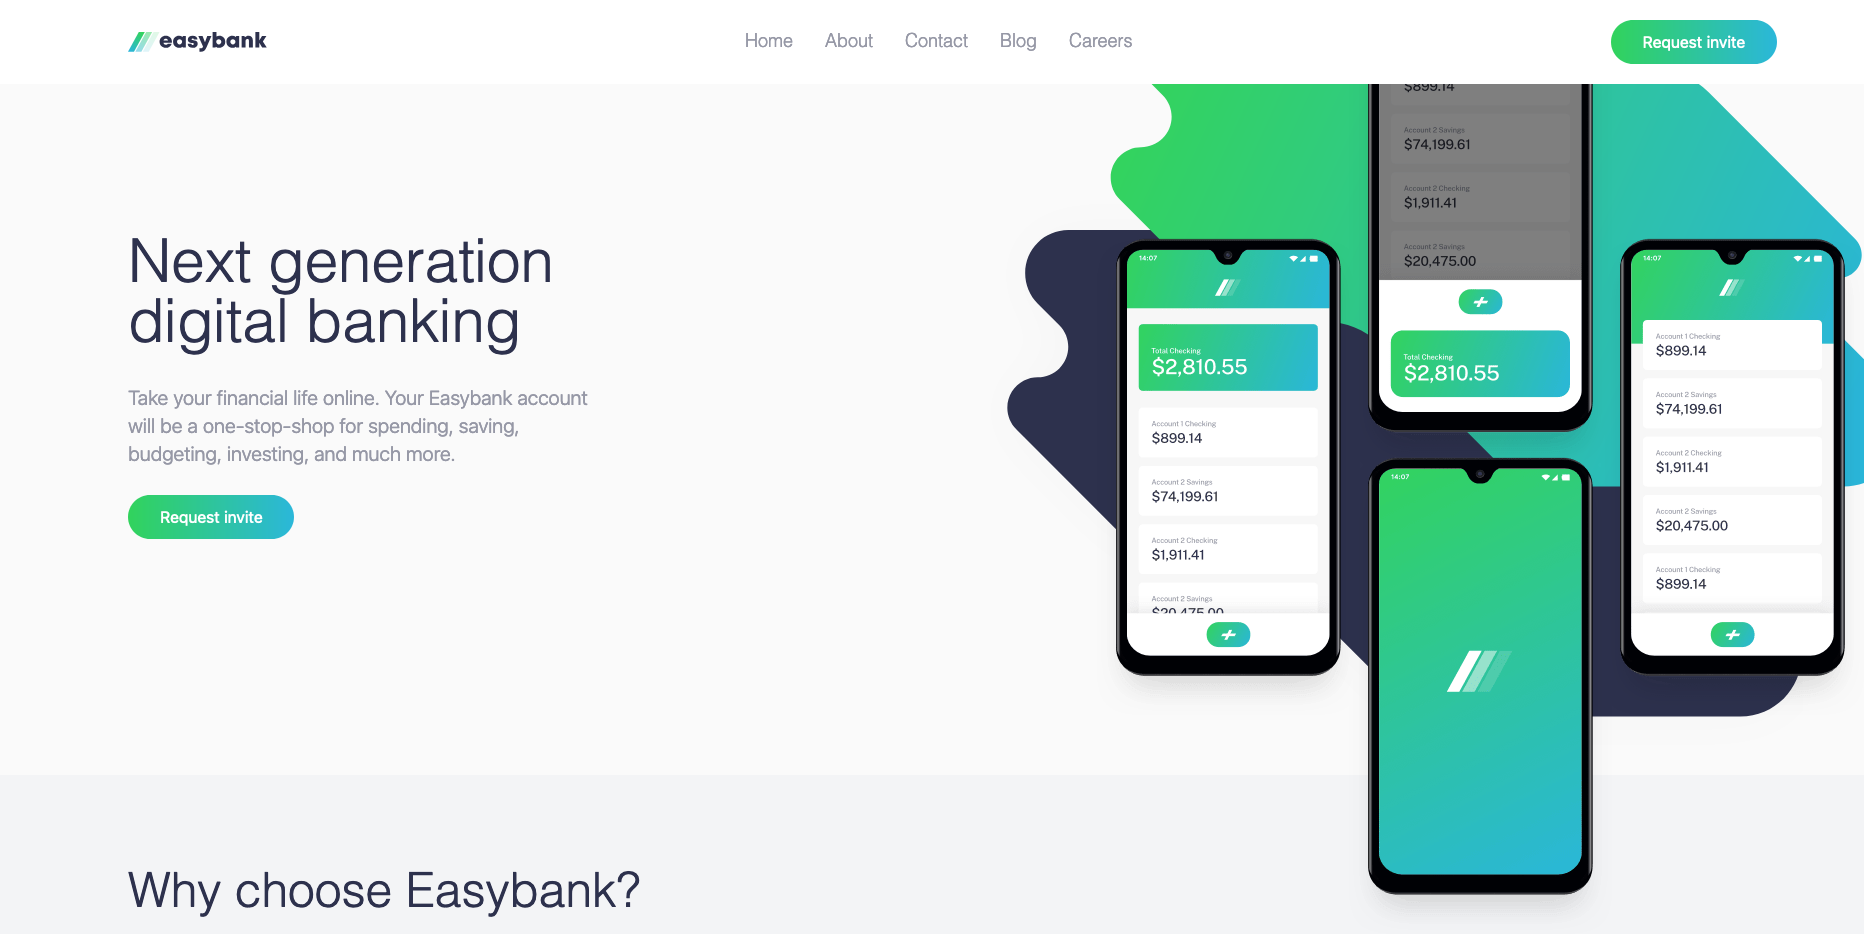 easybank
Home About Contact Blog Careers
Request invite
Next generation
digital banking
Take your financial life online. Your Easybank account
will be a one-stop-shop for spending, saving,
budgeting, investing, and much more.
Request invite
14:07
Total Checking
$2,810.55
Account 1 Checking
$899.14
Account 2 Savings
$74,199.61
Account 2 Checking
$1,911.41
Account 2 Savings
$20,475.00
$899.14
Account 2 Savings
$74,199.61
Account 2 Checking
$1,911.41
Account 2 Savings
$20,475.00
Total Checking
$2,810.55
14:07
14:07
Account 1 Checking
$899.14
Account 2 Savings
$74,199.61
Account 2 Checking
$1,911.41
Account 2 Savings
$20,475.00
Account 1 Checking
$899.14
Why choose Easybank?